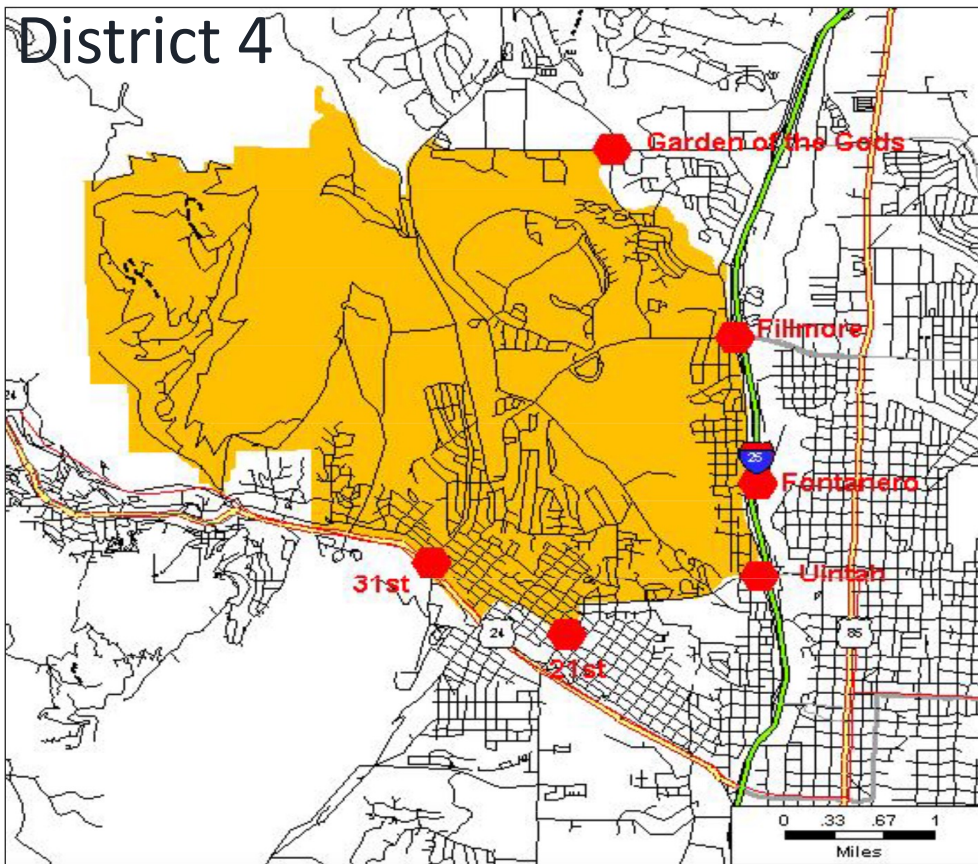 District 4
Garden of the Gods
Fillmore
24
25
Fontanero
31st
Uintah
24
85
21st
0 .33 .67 1
Miles